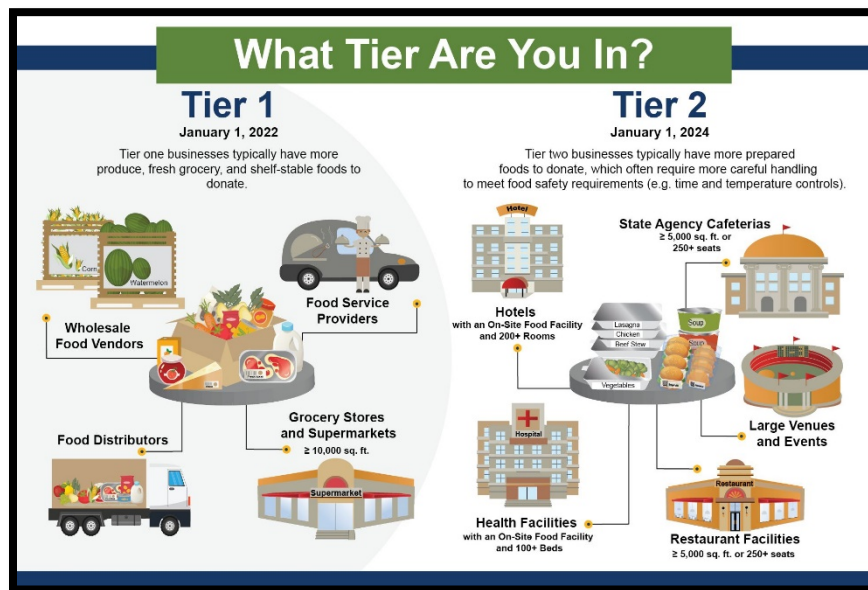 What Tier Are You In?
Tier 1
January 1, 2022
Tier one businesses typically have more
produce, fresh grocery, and shelf-stable foods to
donate.
Corn
Watermelon
Wholesale
Food Vendors
Food Service
Providers
Food Distributors
Grocery Stores
and Supermarkets
≥ 10,000 sq. ft.
Supermarket
Tier 2
January 1, 2024
Tier two businesses typically have more prepared
foods to donate, which often require more careful handling
to meet food safety requirements (e.g. time and temperature controls).
Hotel
Hotels
with an On-Site Food Facility
and 200+ Rooms
State Agency Cafeterias
≥ 5,000 sq. ft. or
250+ seats
Lasagna
Chicken
Beef Stew
Vegetables
Soup
Soup
Large Venues
and Events
Hospital
Health Facilities
with an On-Site Food Facility
and 100+ Beds
Restaurant
Restaurant Facilities
≥ 5,000 sq. ft. or 250+ seats